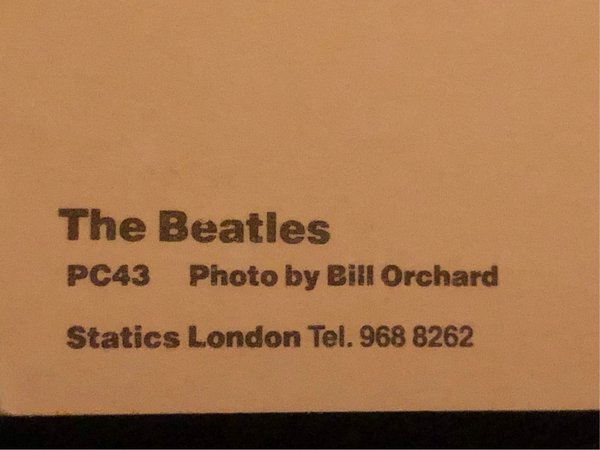 The Beatles
PC43 Photo by Bill Orchard
Statics London Tel. 968 8262